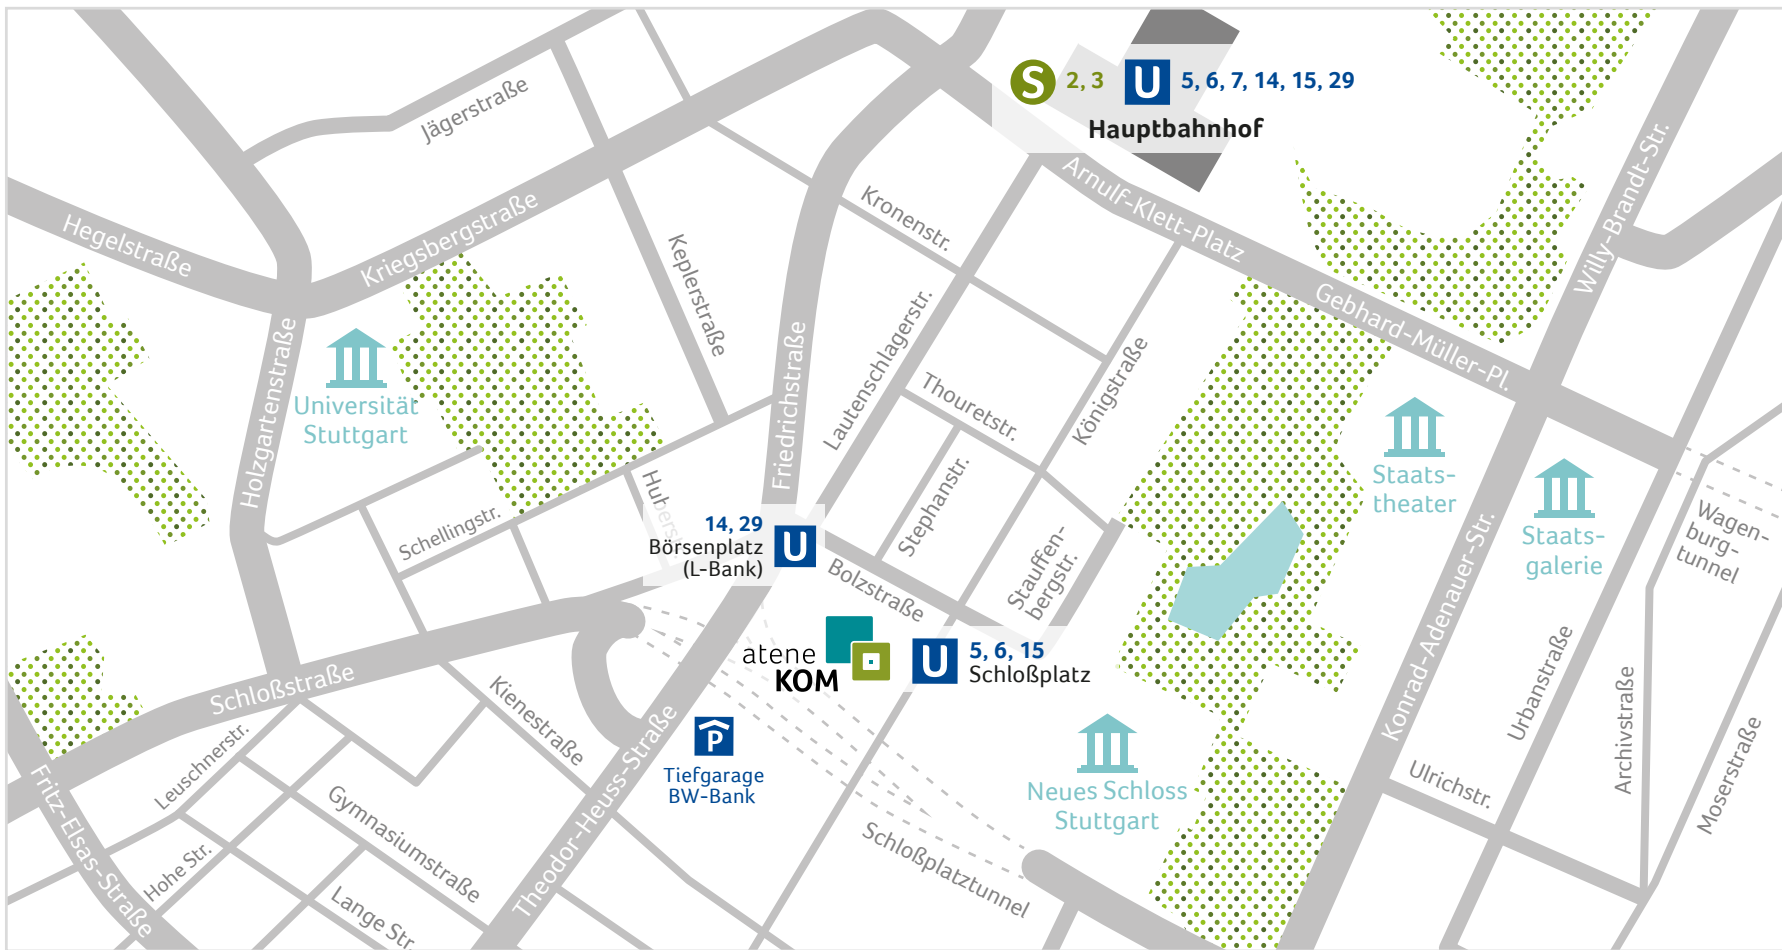 S 2, 3 U 5, 6, 7, 14, 15, 29
Hauptbahnhof
Jägerstraße
Hegelstraße
Kriegsbergstraße
Keplerstraße
Kronenstr.
Arnulf-Klett-Platz
Willy-Brandt-Str.
Gebhard-Müller-Pl.
Holzgartenstraße
Universität
Stuttgart
Friedrichstraße
Lautenschlagerstr.
Thouretstr.
Königstraße
Staats-
theater
Staats-
galerie
Wagen-
burg-
tunnel
Schellingstr.
Huberstr.
14, 29
Börsenplatz
(L-Bank)
U
Stephanstr.
Stauffen-
bergstr.
Bolzstraße
Konrad-Adenauer-Str.
Urbanstraße
Archivstraße
Moserstraße
atene
KOM
U 5, 6, 15
Schloßplatz
Schloßstraße
Kienestraße
Leuschnerstr.
P
Tiefgarage
BW-Bank
Neues Schloss
Stuttgart
Ulrichstr.
Fritz-Elsas-Straße
Hohe Str.
Gymnasiumstraße
Lange Str.
Theodor-Heuss-Straße
Schloßplatztunnel